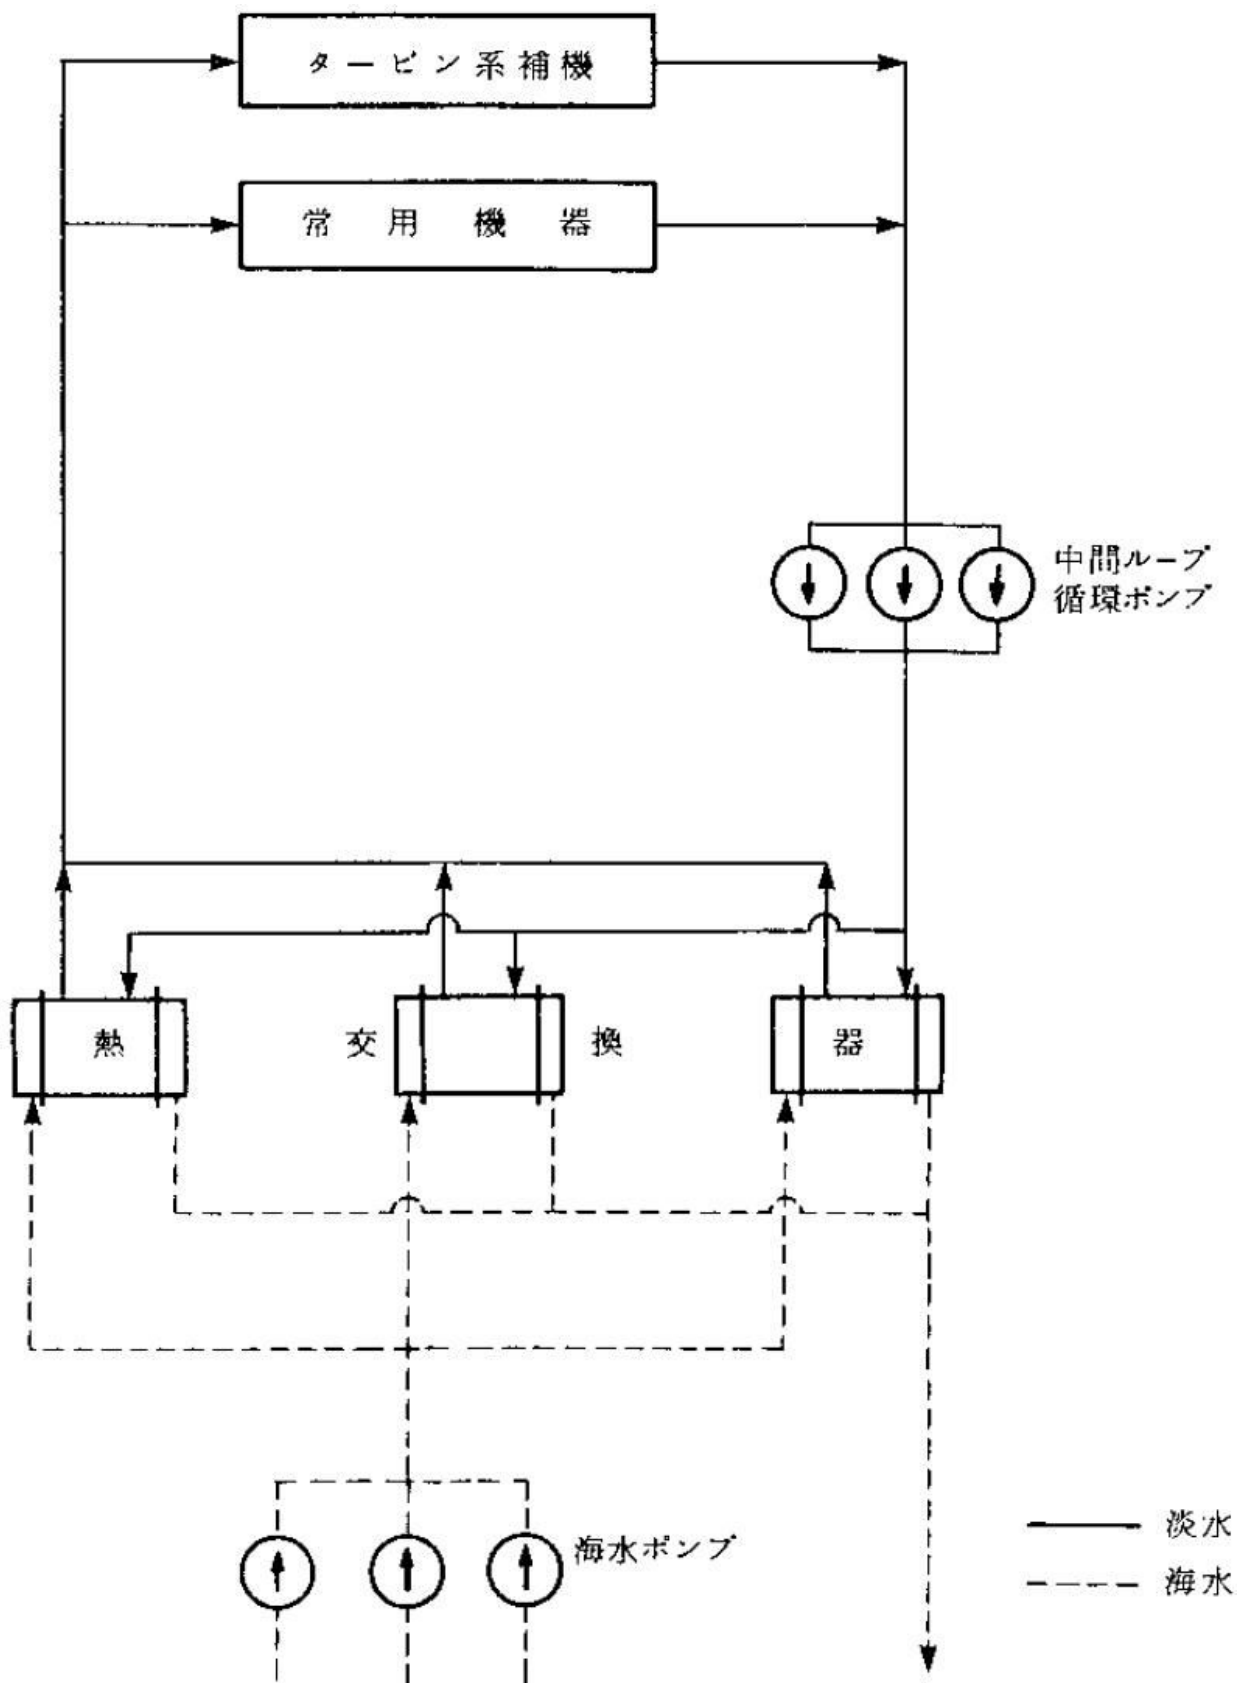 タービン系補機
常用機器
中間ループ
循環ポンプ
熱交換器
海水ポンプ
淡水
海水